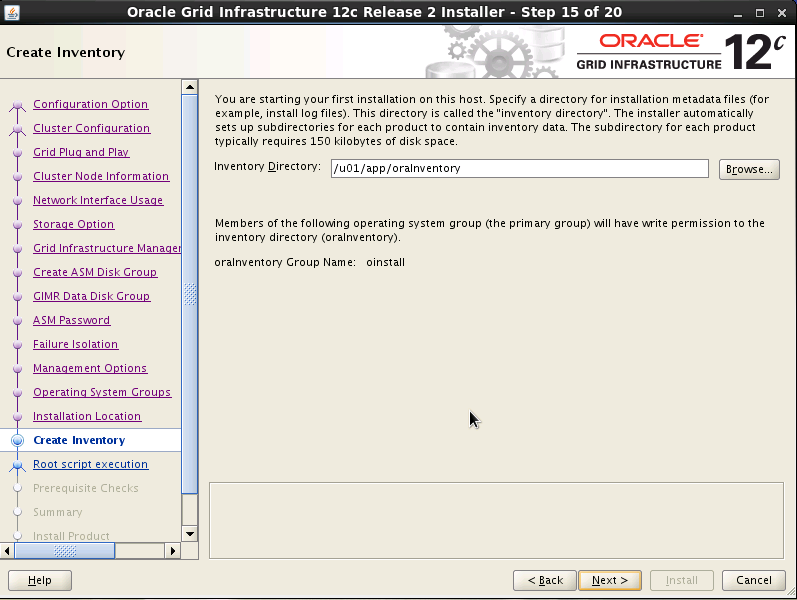 Oracle Grid Infrastructure 12c Release 2 Installer - Step 15 of 20
Create Inventory
ORACLE®
GRID INFRASTRUCTURE
12c
Configuration Option
Cluster Configuration
Grid Plug and Play
Cluster Node Information
Network Interface Usage
Storage Option
Grid Infrastructure Manager
Create ASM Disk Group
GIMR Data Disk Group
ASM Password
Failure Isolation
Management Options
Operating System Groups
Installation Location
Create Inventory
Root script execution
Prerequisite Checks
Summary
Install Product
You are starting your first installation on this host. Specify a directory for installation metadata files (for
example, install log files). This directory is called the "inventory directory". The installer automatically
sets up subdirectories for each product to contain inventory data. The subdirectory for each product
typically requires 150 kilobytes of disk space.
Inventory Directory: /u01/app/oraInventory Browse...
Members of the following operating system group (the primary group) will have write permission to the
inventory directory (oraInventory).
oraInventory Group Name: oinstall
Help < Back Next > Install Cancel